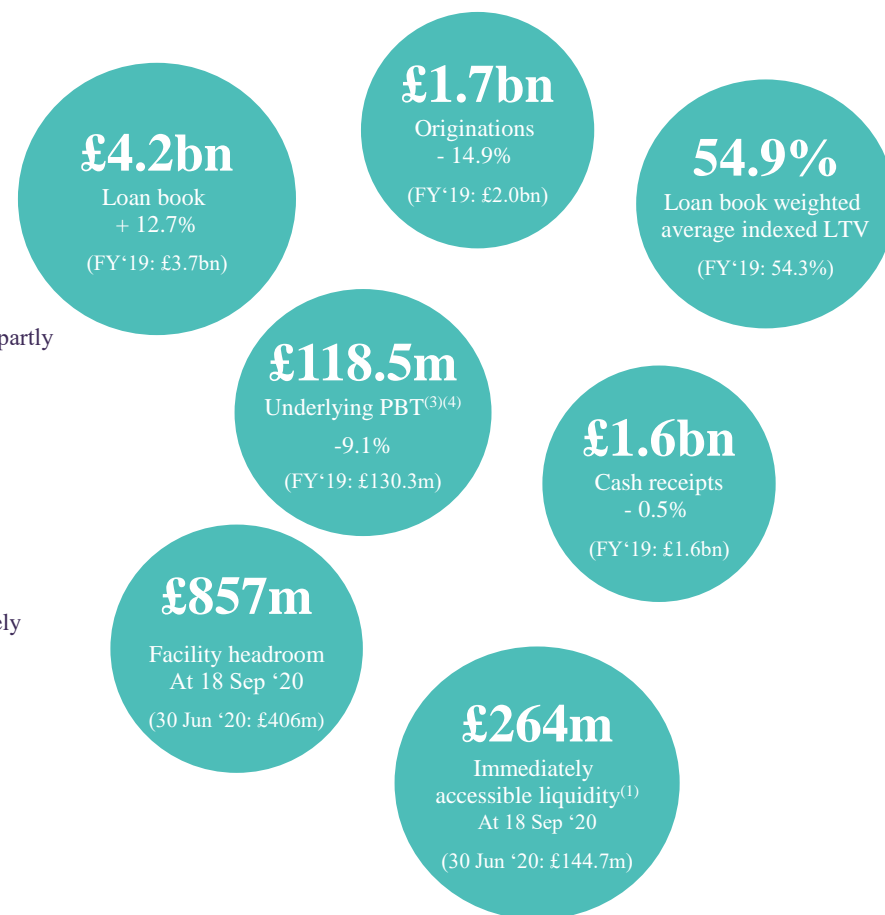 £1.7bn
Originations
- 14.9%
(FY‘19: £2.0bn)
£4.2bn
Loan book
+ 12.7%
(FY‘19: £3.7bn)
54.9%
Loan book weighted
average indexed LTV
(FY‘19: 54.3%)
partly
£118.5m
Underlying PBT(3)(4)
-9.1%
(FY‘19: £130.3m)
£1.6bn
Cash receipts
- 0.5%
(FY‘19: £1.6bn)
£857m
Facility headroom
At 18 Sep ‘20
(30 Jun ‘20: £406m)
£264m
Immediately
accessible liquidity(1)
At 18 Sep ‘20
(30 Jun ‘20: £144.7m)